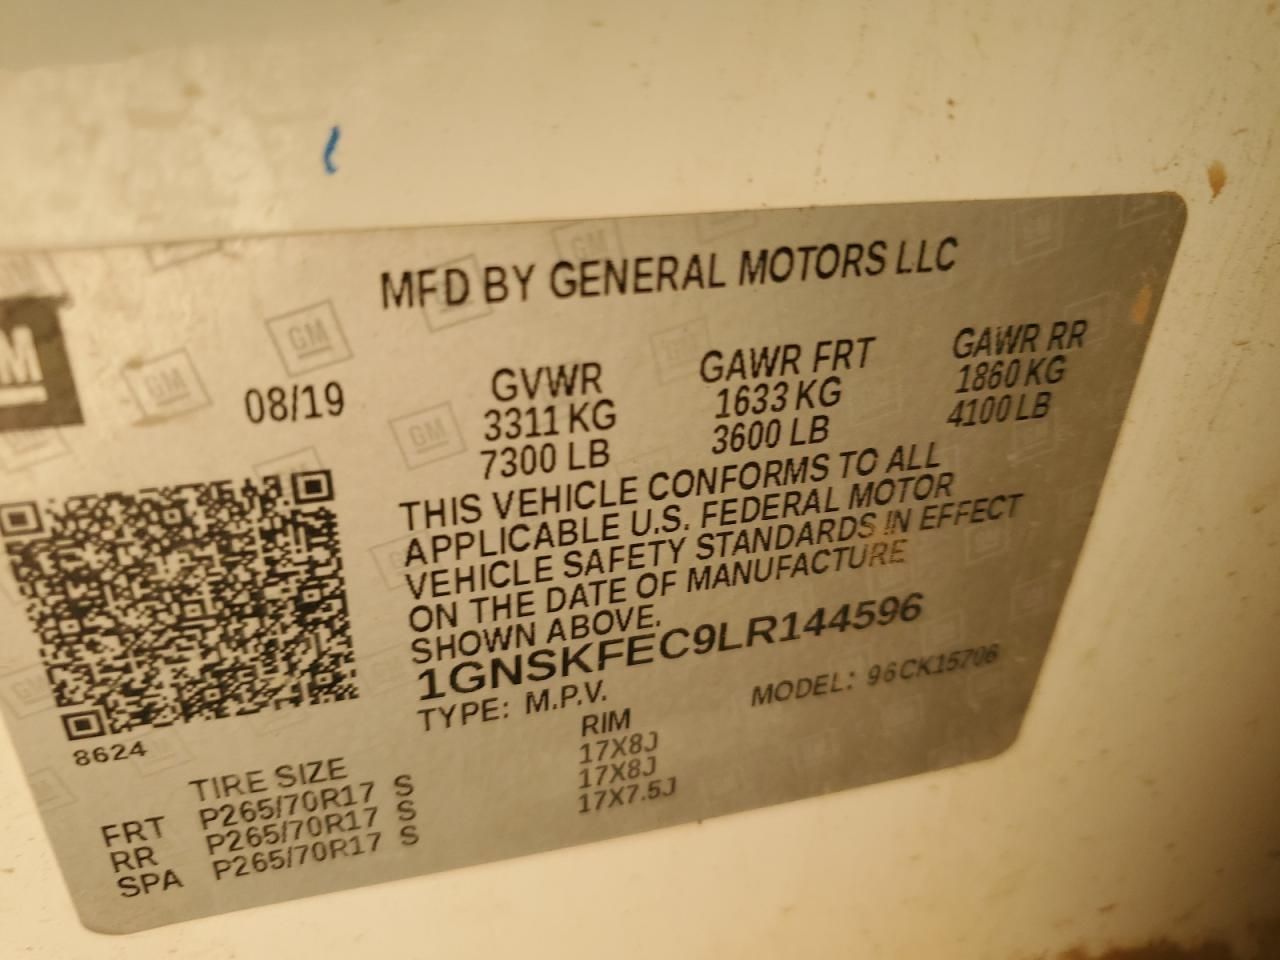 MFD BY GENERAL MOTORS LLC
GM
08/19
GVWR GAWR FRT GAWR RR
3311 KG 1633 KG 1860 KG
7300 LB 3600 LB 4100 LB
THIS VEHICLE CONFORMS TO ALL
APPLICABLE U.S. FEDERAL MOTOR
VEHICLE SAFETY STANDARDS IN EFFECT
ON THE DATE OF MANUFACTURE
SHOWN ABOVE.
1GNSKFEC9LR144596
TYPE: M.P.V. MODEL: 96CK15706
8624
TIRE SIZE RIM
FRT P265/70R17 S 17X8J
RR P265/70R17 S 17X8J
SPA P265/70R17 S 17X7.5J